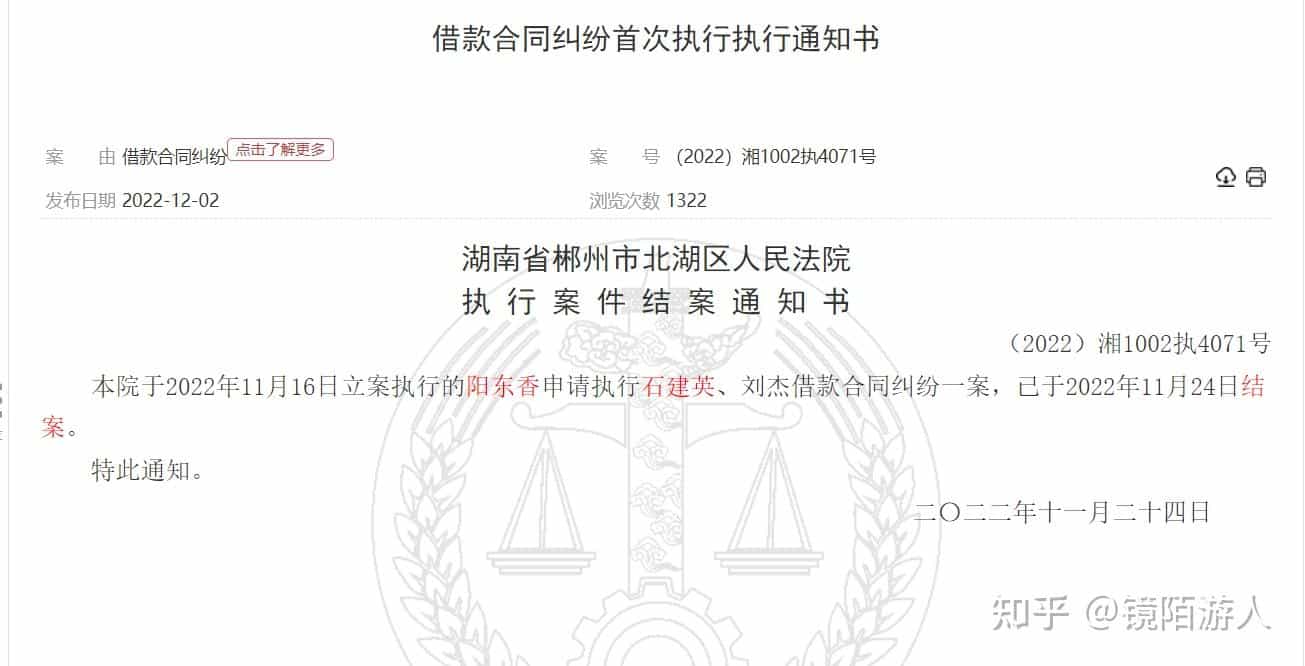 借款合同纠纷首次执行执行通知书
案 由 借款合同纠纷 点击了解更多 案 号 （2022）湘1002执4071号
发布日期 2022-12-02 浏览次数 1322
湖南省郴州市北湖区人民法院
执行案件结案通知书
（2022）湘1002执4071号
本院于2022年11月16日立案执行的阳东香申请执行石建英、刘杰借款合同纠纷一案，已于2022年11月24日结
案。
特此通知。
二〇二二年十一月二十四日
知乎 @镜陌游人